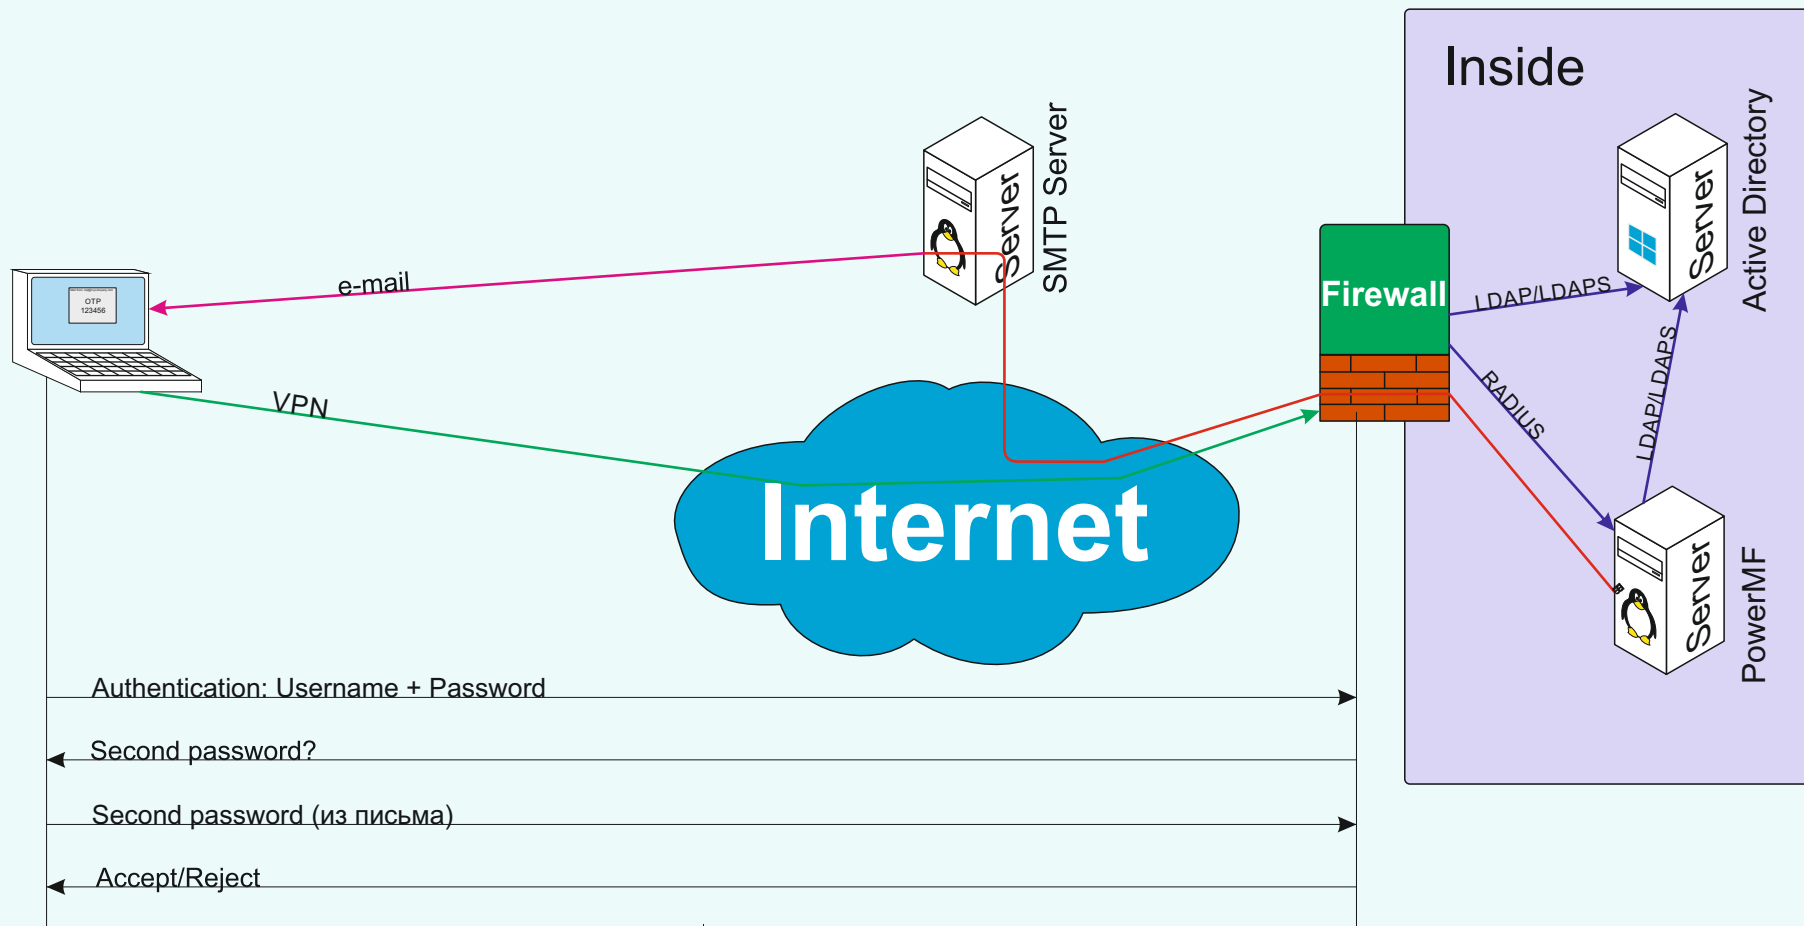 Inside
Active Directory
Server
SMTP Server
Server
e-mail
OTP
123456
Firewall
LDAP/LDAPS
LDAP/LDAPS
RADIUS
VPN
Internet
Server
PowerMF
Authentication: Username + Password
Second password?
Second password (из письма)
Accept/Reject